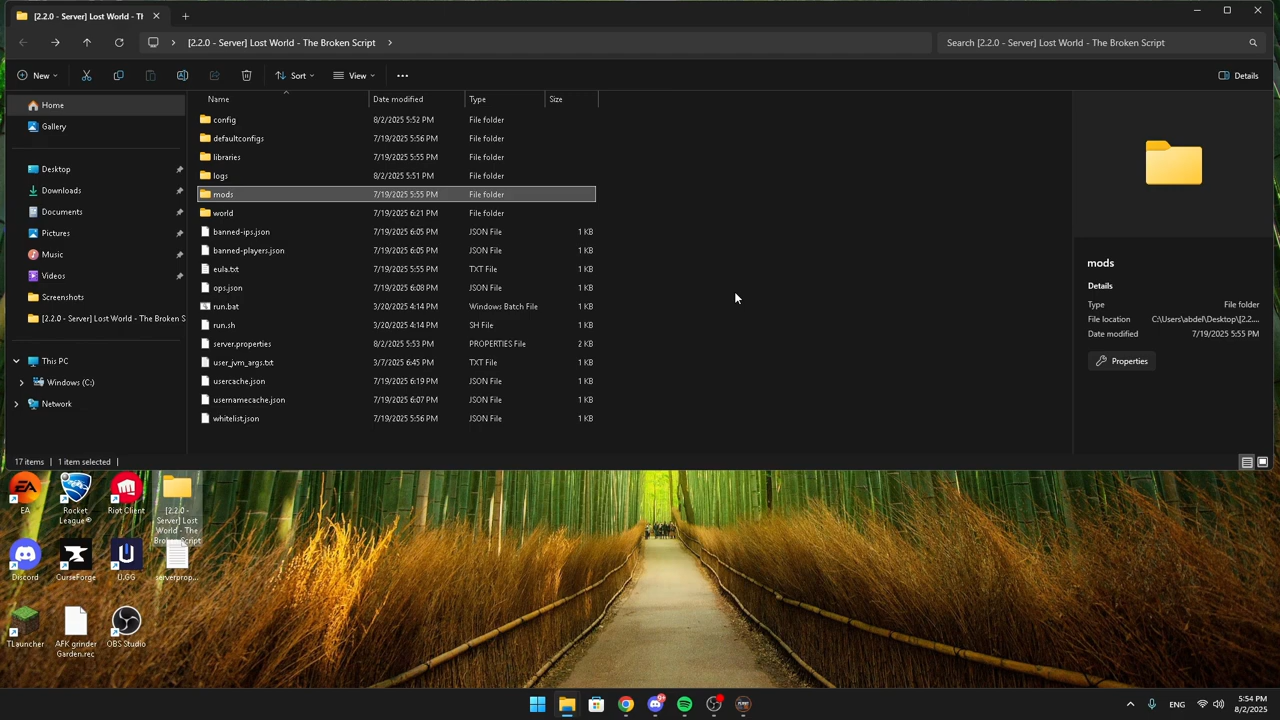 [2.2.0 - Server] Lost World - Th
[2.2.0 - Server] Lost World - The Broken Script
Search [2.2.0 - Server] Lost World - The Broken Script
New
Sort
View
Details
Home
Gallery
Desktop
Downloads
Documents
Pictures
Music
Videos
Screenshots
[2.2.0 - Server] Lost World - The Broken S
This PC
Windows (C:)
Network
Name Date modified Type Size
config 8/2/2025 5:52 PM File folder
defaultconfigs 7/19/2025 5:56 PM File folder
libraries 7/19/2025 5:55 PM File folder
logs 8/2/2025 5:51 PM File folder
mods 7/19/2025 5:55 PM File folder
world 7/19/2025 6:21 PM File folder
banned-ips.json 7/19/2025 6:05 PM JSON File 1 KB
banned-players.json 7/19/2025 6:05 PM JSON File 1 KB
eula.txt 7/19/2025 5:55 PM TXT File 1 KB
ops.json 7/19/2025 6:08 PM JSON File 1 KB
run.bat 3/20/2025 4:14 PM Windows Batch File 1 KB
run.sh 3/20/2025 4:14 PM SH File 1 KB
server.properties 8/2/2025 5:53 PM PROPERTIES File 2 KB
user_jvm_args.txt 3/7/2025 6:45 PM TXT File 1 KB
usercache.json 7/19/2025 6:19 PM JSON File 1 KB
usernamecache.json 7/19/2025 6:07 PM JSON File 1 KB
whitelist.json 7/19/2025 5:56 PM JSON File 1 KB
mods
Details
Type File folder
File location C:\Users\abdel\Desktop\[2.2....
Date modified 7/19/2025 5:55 PM
Properties
17 items 1 item selected
EA
Rocket League®
Riot Client
[2.2.0 - Server] Lost World - The Broken Script
Discord
CurseForge
U.GG
serverprop...
TLauncher
AFK grinder Garden.rec
OBS Studio
9+
ENG
5:54 PM
8/2/2025